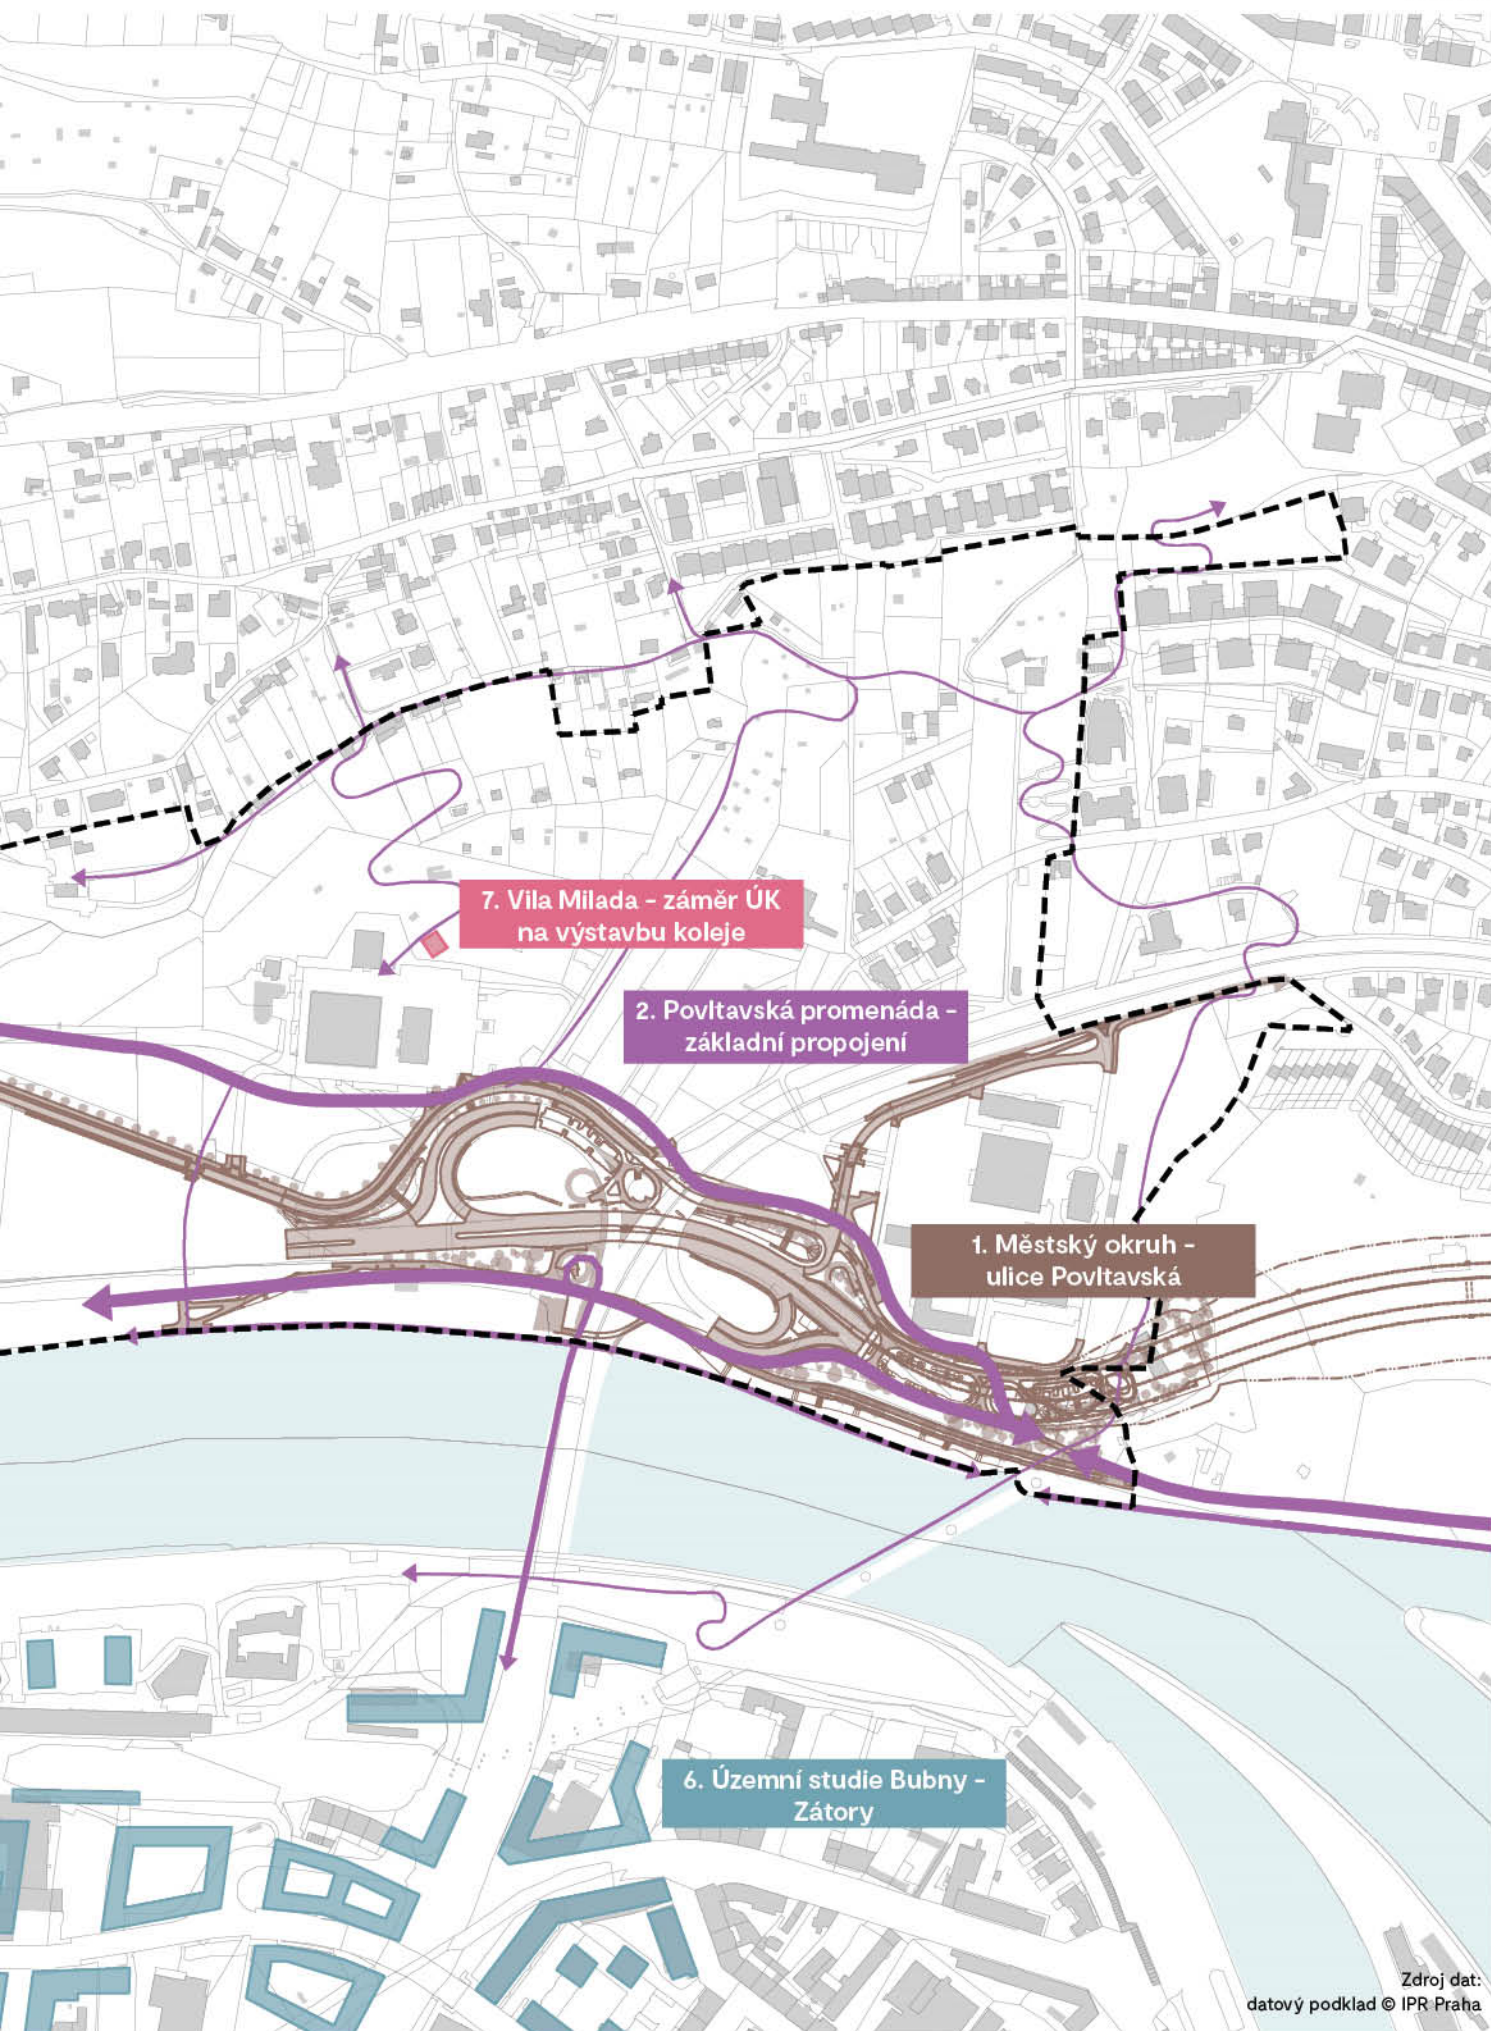 7. Vila Milada - záměr ÚK
na výstavbu koleje
2. Povltavská promenáda -
základní propojení
1. Městský okruh -
ulice Povltavská
6. Územní studie Bubny -
Zátory
Zdroj dat:
datový podklad © IPR Praha